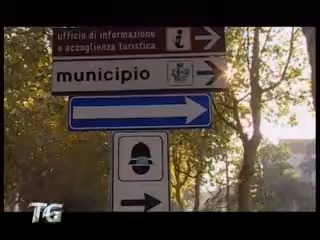 ufficio di informazione
e accoglienza turistica
i
municipio
TG